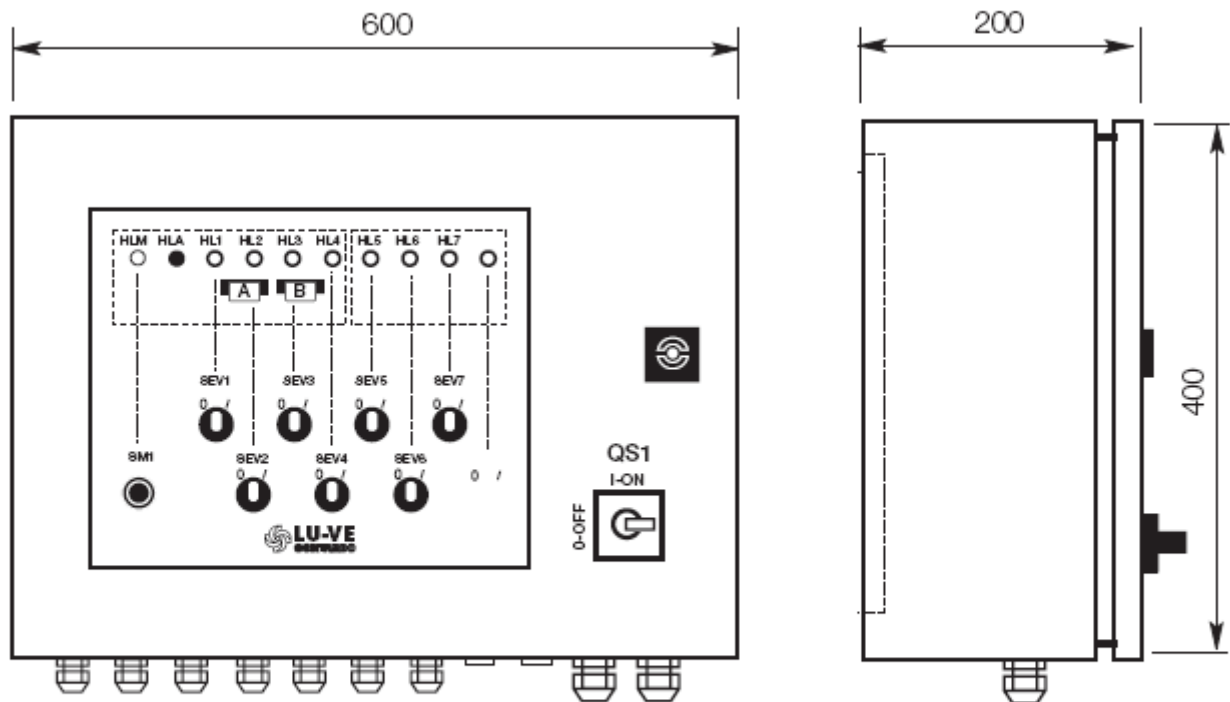 600
200
HLM HLA HL1 HL2 HL3 HL4 HL5 HL6 HL7
A B
400
SEV1 SEV3 SEV5 SEV7
0 / 0 / 0 / 0 /
SM1 SEV2 SEV4 SEV6
0 / 0 / 0 / 0 /
QS1
I-ON
0-OFF
LU-VE
CONTARDO